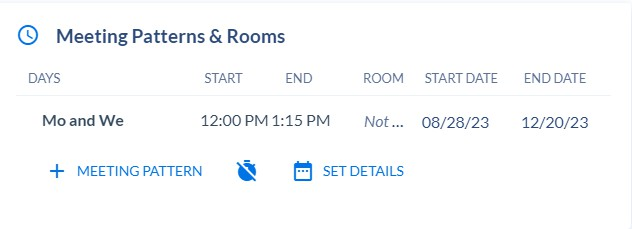 Meeting Patterns & Rooms
DAYS START END ROOM START DATE END DATE
Mo and We 12:00 PM 1:15 PM Not ... 08/28/23 12/20/23
+ MEETING PATTERN SET DETAILS